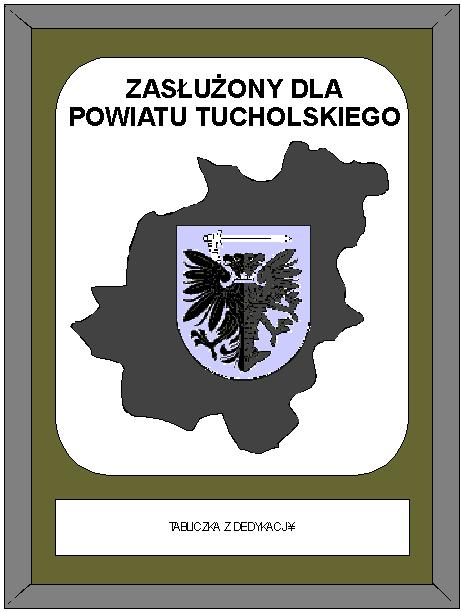 ZASŁUŻONY DLA
POWIATU TUCHOLSKIEGO
TABLICZKA Z DEDYKACJ¥